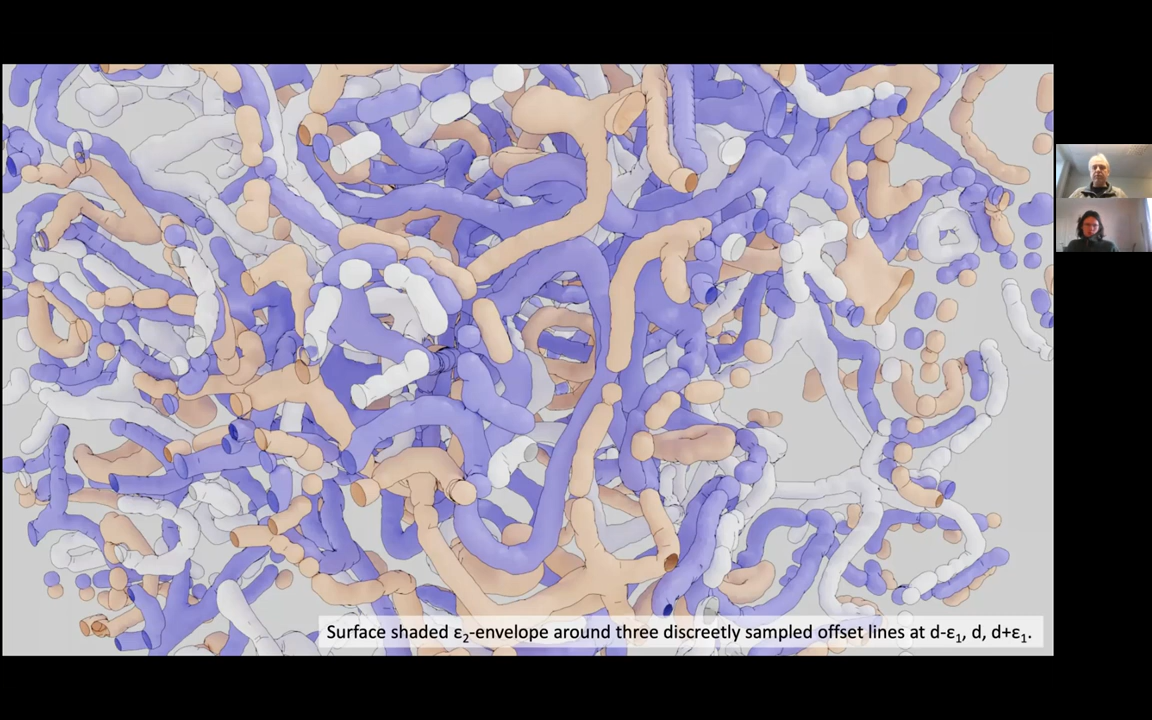 Surface shaded ε₂-envelope around three discreetly sampled offset lines at d-ε₁, d, d+ε₁.